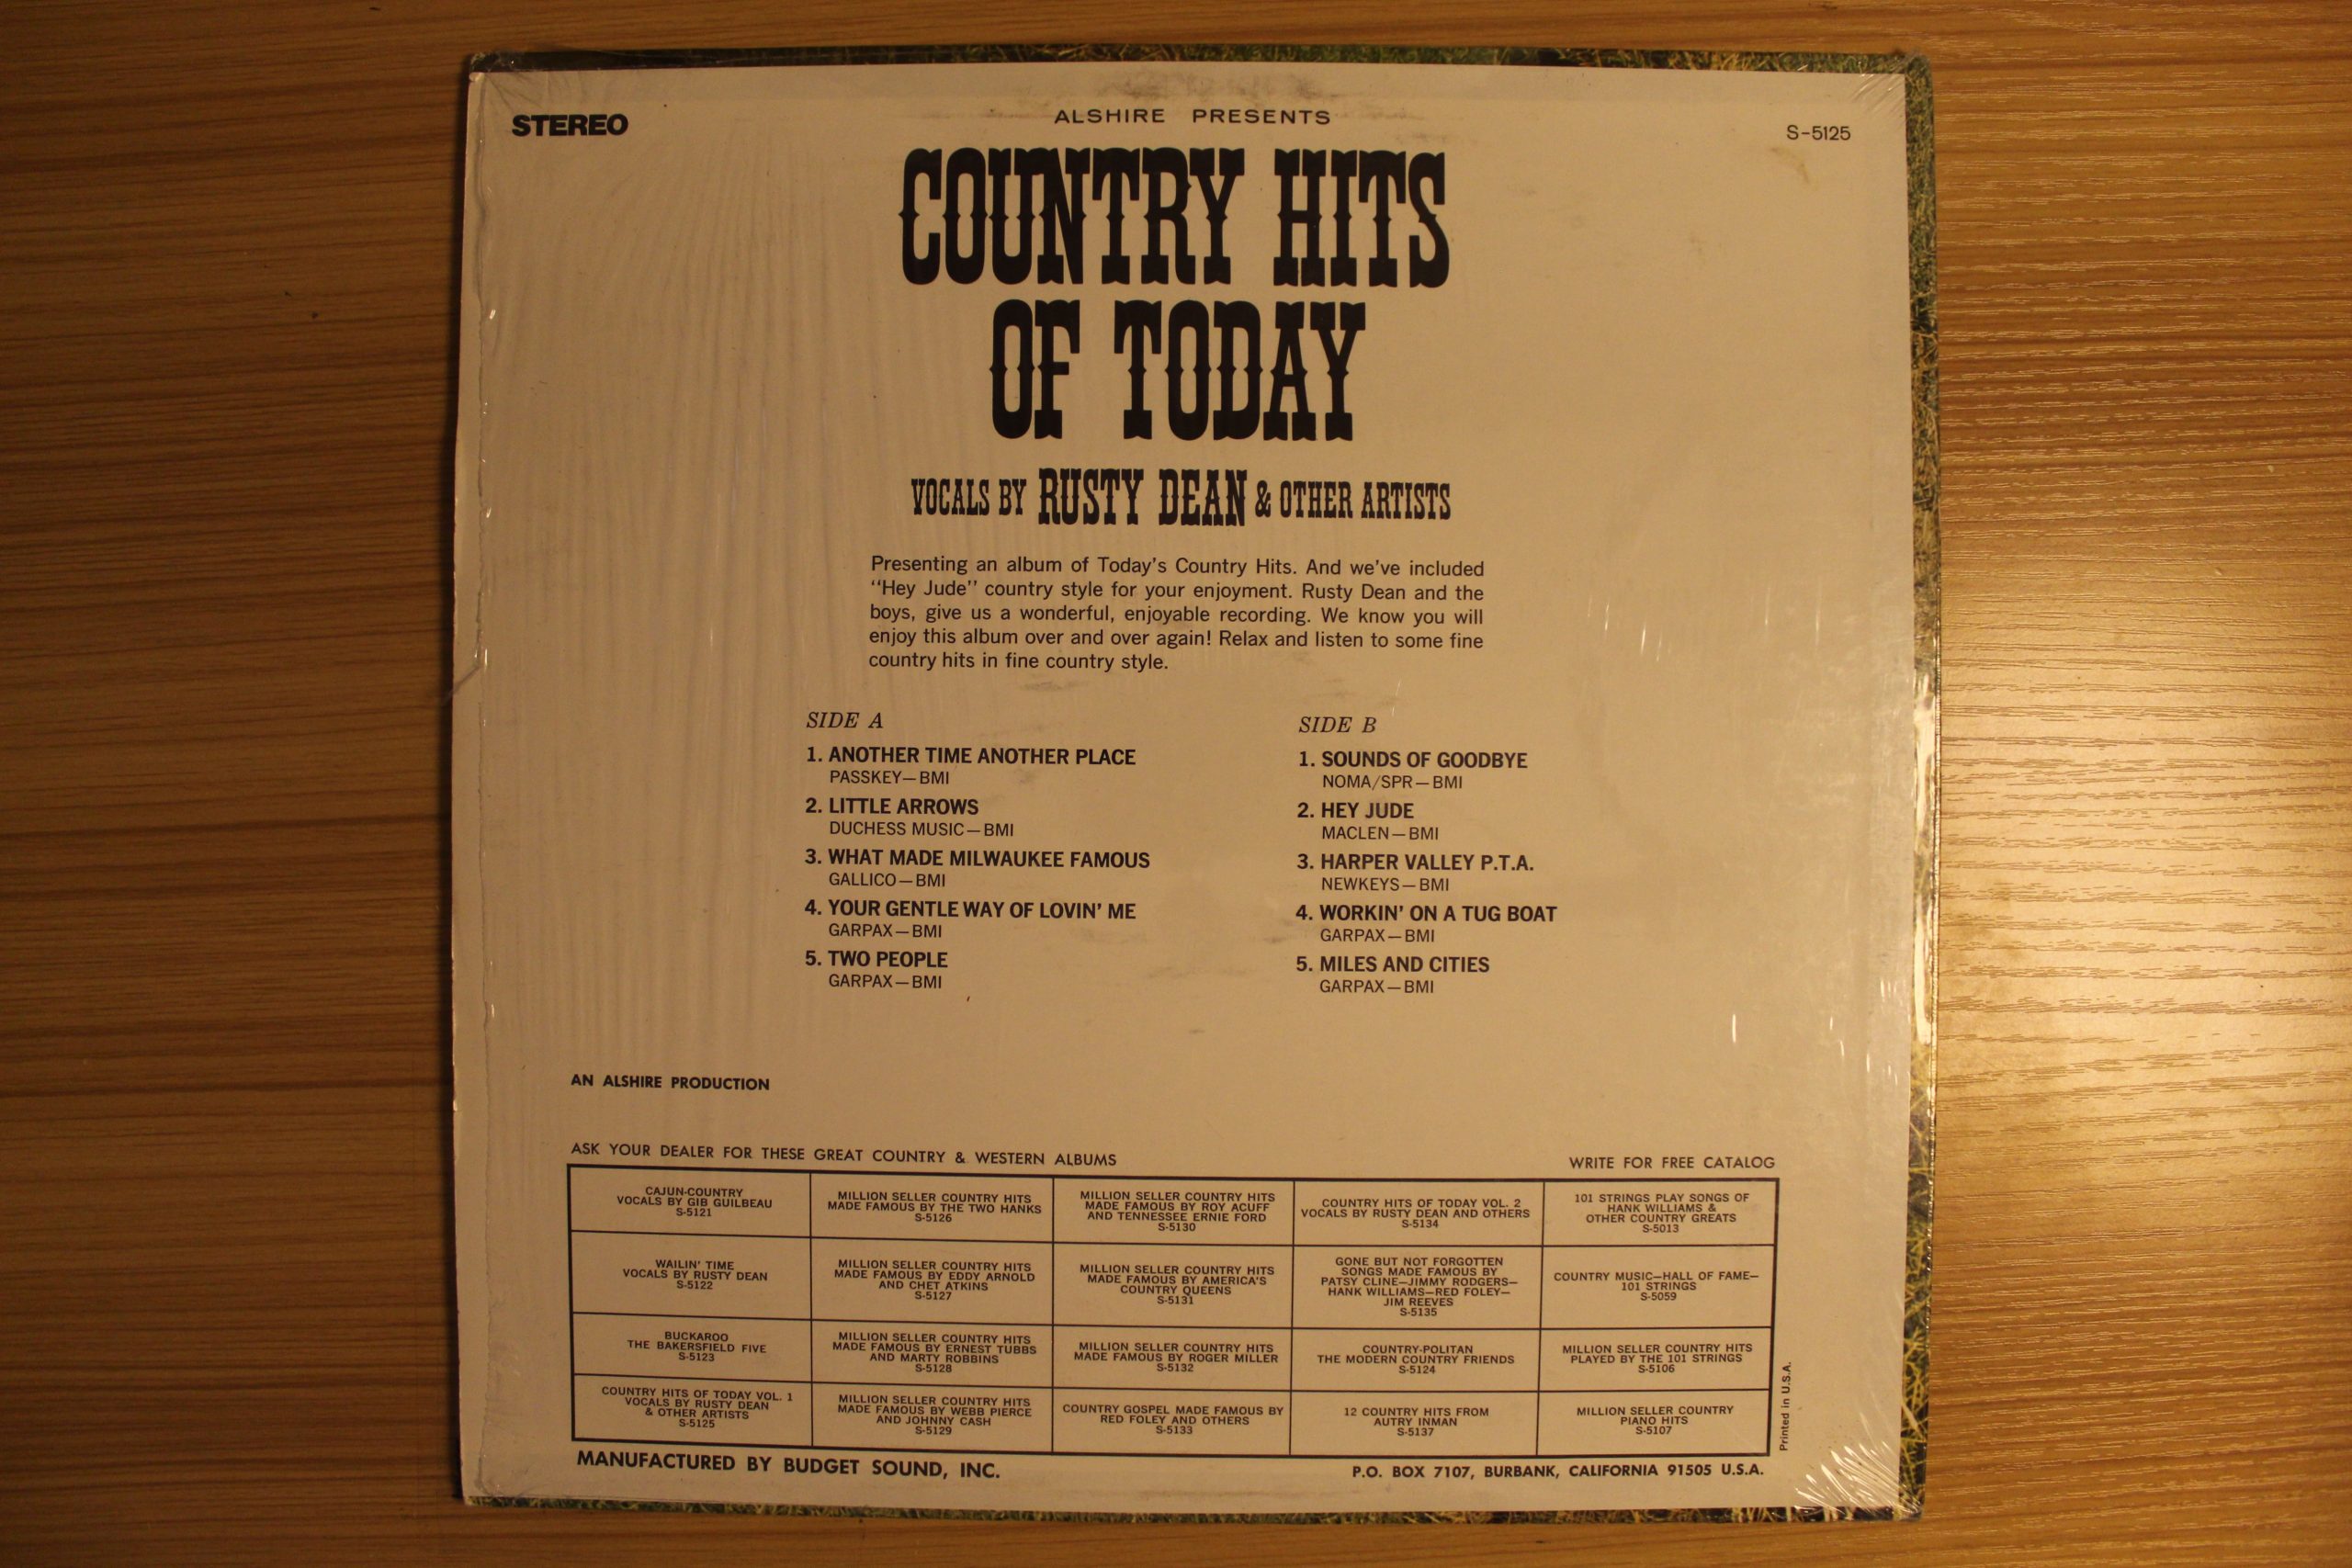 STEREO
ALSHIRE PRESENTS
S-5125
COUNTRY HITS
OF TODAY
VOCALS BY RUSTY DEAN & OTHER ARTISTS
Presenting an album of Today's Country Hits. And we've included
"Hey Jude" country style for your enjoyment. Rusty Dean and the
boys, give us a wonderful, enjoyable recording. We know you will
enjoy this album over and over again! Relax and listen to some fine
country hits in fine country style.
SIDE A
1. ANOTHER TIME ANOTHER PLACE
PASSKEY—BMI
2. LITTLE ARROWS
DUCHESS MUSIC—BMI
3. WHAT MADE MILWAUKEE FAMOUS
GALLICO—BMI
4. YOUR GENTLE WAY OF LOVIN' ME
GARPAX—BMI
5. TWO PEOPLE
GARPAX—BMI
SIDE B
1. SOUNDS OF GOODBYE
NOMA/SPR—BMI
2. HEY JUDE
MACLEN—BMI
3. HARPER VALLEY P.T.A.
NEWKEYS—BMI
4. WORKIN' ON A TUG BOAT
GARPAX—BMI
5. MILES AND CITIES
GARPAX—BMI
AN ALSHIRE PRODUCTION
ASK YOUR DEALER FOR THESE GREAT COUNTRY & WESTERN ALBUMS
WRITE FOR FREE CATALOG
CAJUN-COUNTRY
VOCALS BY GIB GUILBEAU
S-5121
MILLION SELLER COUNTRY HITS
MADE FAMOUS BY THE TWO HANKS
S-5126
MILLION SELLER COUNTRY HITS
MADE FAMOUS BY ROY ACUFF
AND TENNESSEE ERNIE FORD
S-5130
COUNTRY HITS OF TODAY VOL. 2
VOCALS BY RUSTY DEAN AND OTHERS
S-5134
101 STRINGS PLAY SONGS OF
HANK WILLIAMS &
OTHER COUNTRY GREATS
S-5013
WAILIN' TIME
VOCALS BY RUSTY DEAN
S-5122
MILLION SELLER COUNTRY HITS
MADE FAMOUS BY EDDY ARNOLD
AND CHET ATKINS
S-5127
MILLION SELLER COUNTRY HITS
MADE FAMOUS BY AMERICA'S
COUNTRY QUEENS
S-5131
GONE BUT NOT FORGOTTEN
SONGS MADE FAMOUS BY
PATSY CLINE—JIMMY RODGERS—
HANK WILLIAMS—RED FOLEY—
JIM REEVES
S-5135
COUNTRY MUSIC—HALL OF FAME—
101 STRINGS
S-5059
BUCKAROO
THE BAKERSFIELD FIVE
S-5123
MILLION SELLER COUNTRY HITS
MADE FAMOUS BY ERNEST TUBBS
AND MARTY ROBBINS
S-5128
MILLION SELLER COUNTRY HITS
MADE FAMOUS BY ROGER MILLER
S-5132
COUNTRY-POLITAN
THE MODERN COUNTRY FRIENDS
S-5124
MILLION SELLER COUNTRY HITS
PLAYED BY THE 101 STRINGS
S-5106
COUNTRY HITS OF TODAY VOL. 1
VOCALS BY RUSTY DEAN
& OTHER ARTISTS
S-5125
MILLION SELLER COUNTRY HITS
MADE FAMOUS BY WEBB PIERCE
AND JOHNNY CASH
S-5129
COUNTRY GOSPEL MADE FAMOUS BY
RED FOLEY AND OTHERS
S-5133
12 COUNTRY HITS FROM
AUTRY INMAN
S-5137
MILLION SELLER COUNTRY
PIANO HITS
S-5107
Printed in U.S.A.
MANUFACTURED BY BUDGET SOUND, INC.
P.O. BOX 7107, BURBANK, CALIFORNIA 91505 U.S.A.